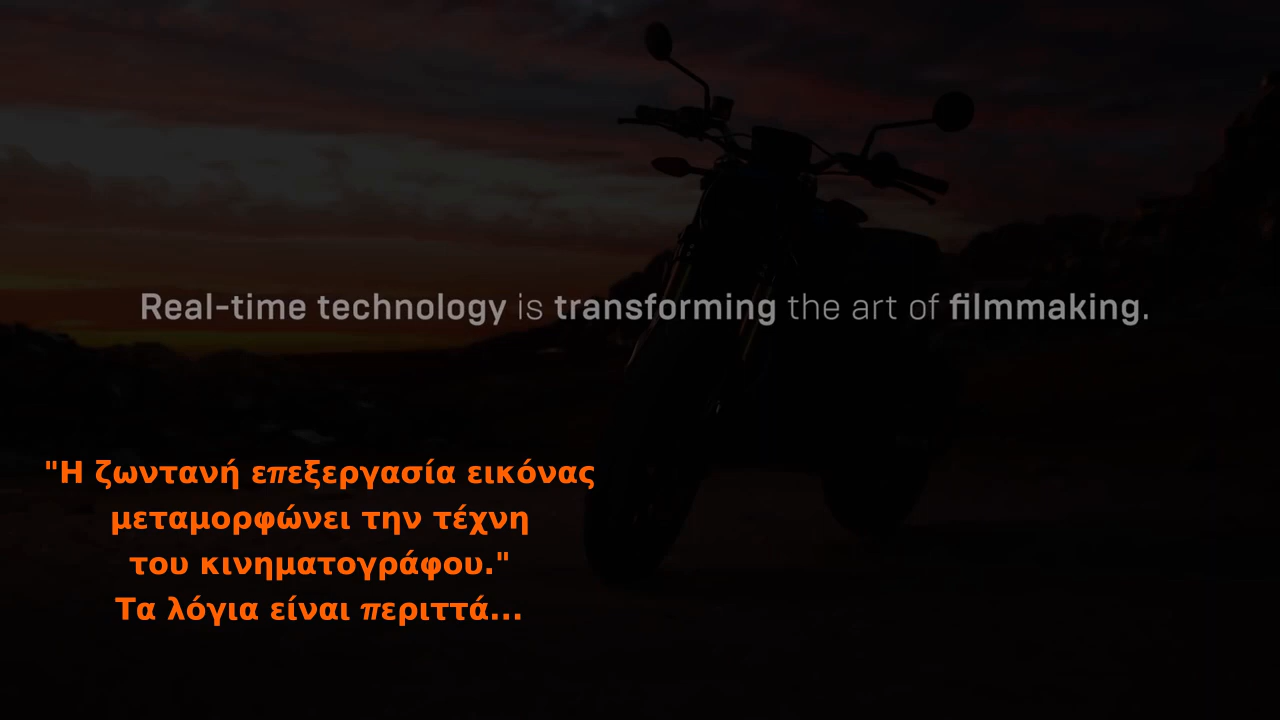 Real-time technology is transforming the art of filmmaking.
"Η ζωντανή επεξεργασία εικόνας
μεταμορφώνει την τέχνη
του κινηματογράφου."
Τα λόγια είναι περιττά...